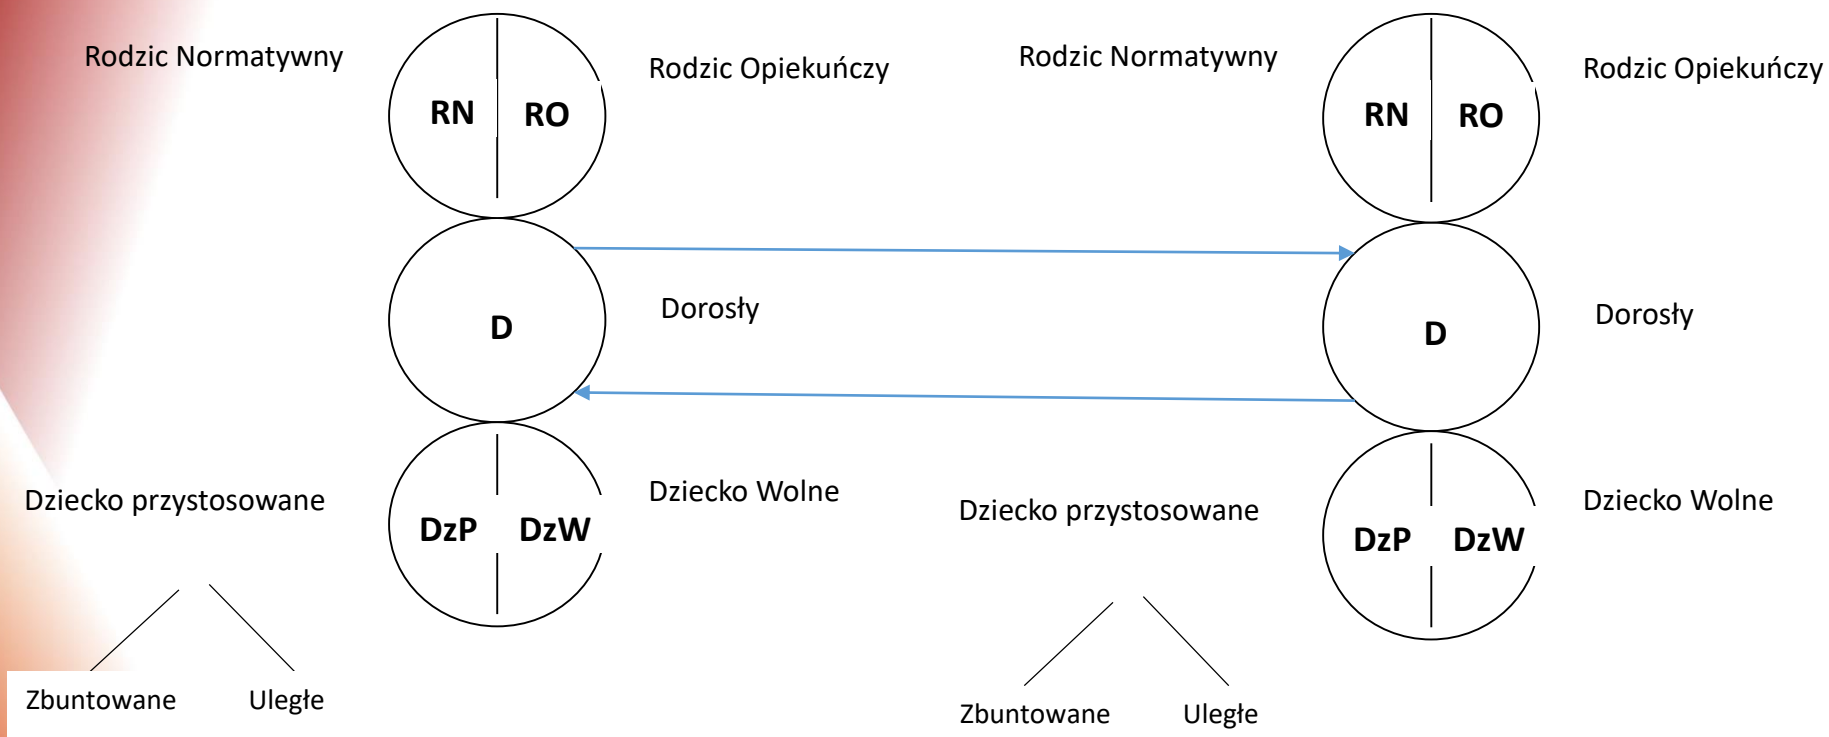 Rodzic Normatywny
Rodzic Opiekuńczy
RN RO
D
Dorosły
Dziecko przystosowane
Dziecko Wolne
DzP DzW
Zbuntowane Uległe
Rodzic Normatywny
Rodzic Opiekuńczy
RN RO
D
Dorosły
Dziecko przystosowane
Dziecko Wolne
DzP DzW
Zbuntowane Uległe